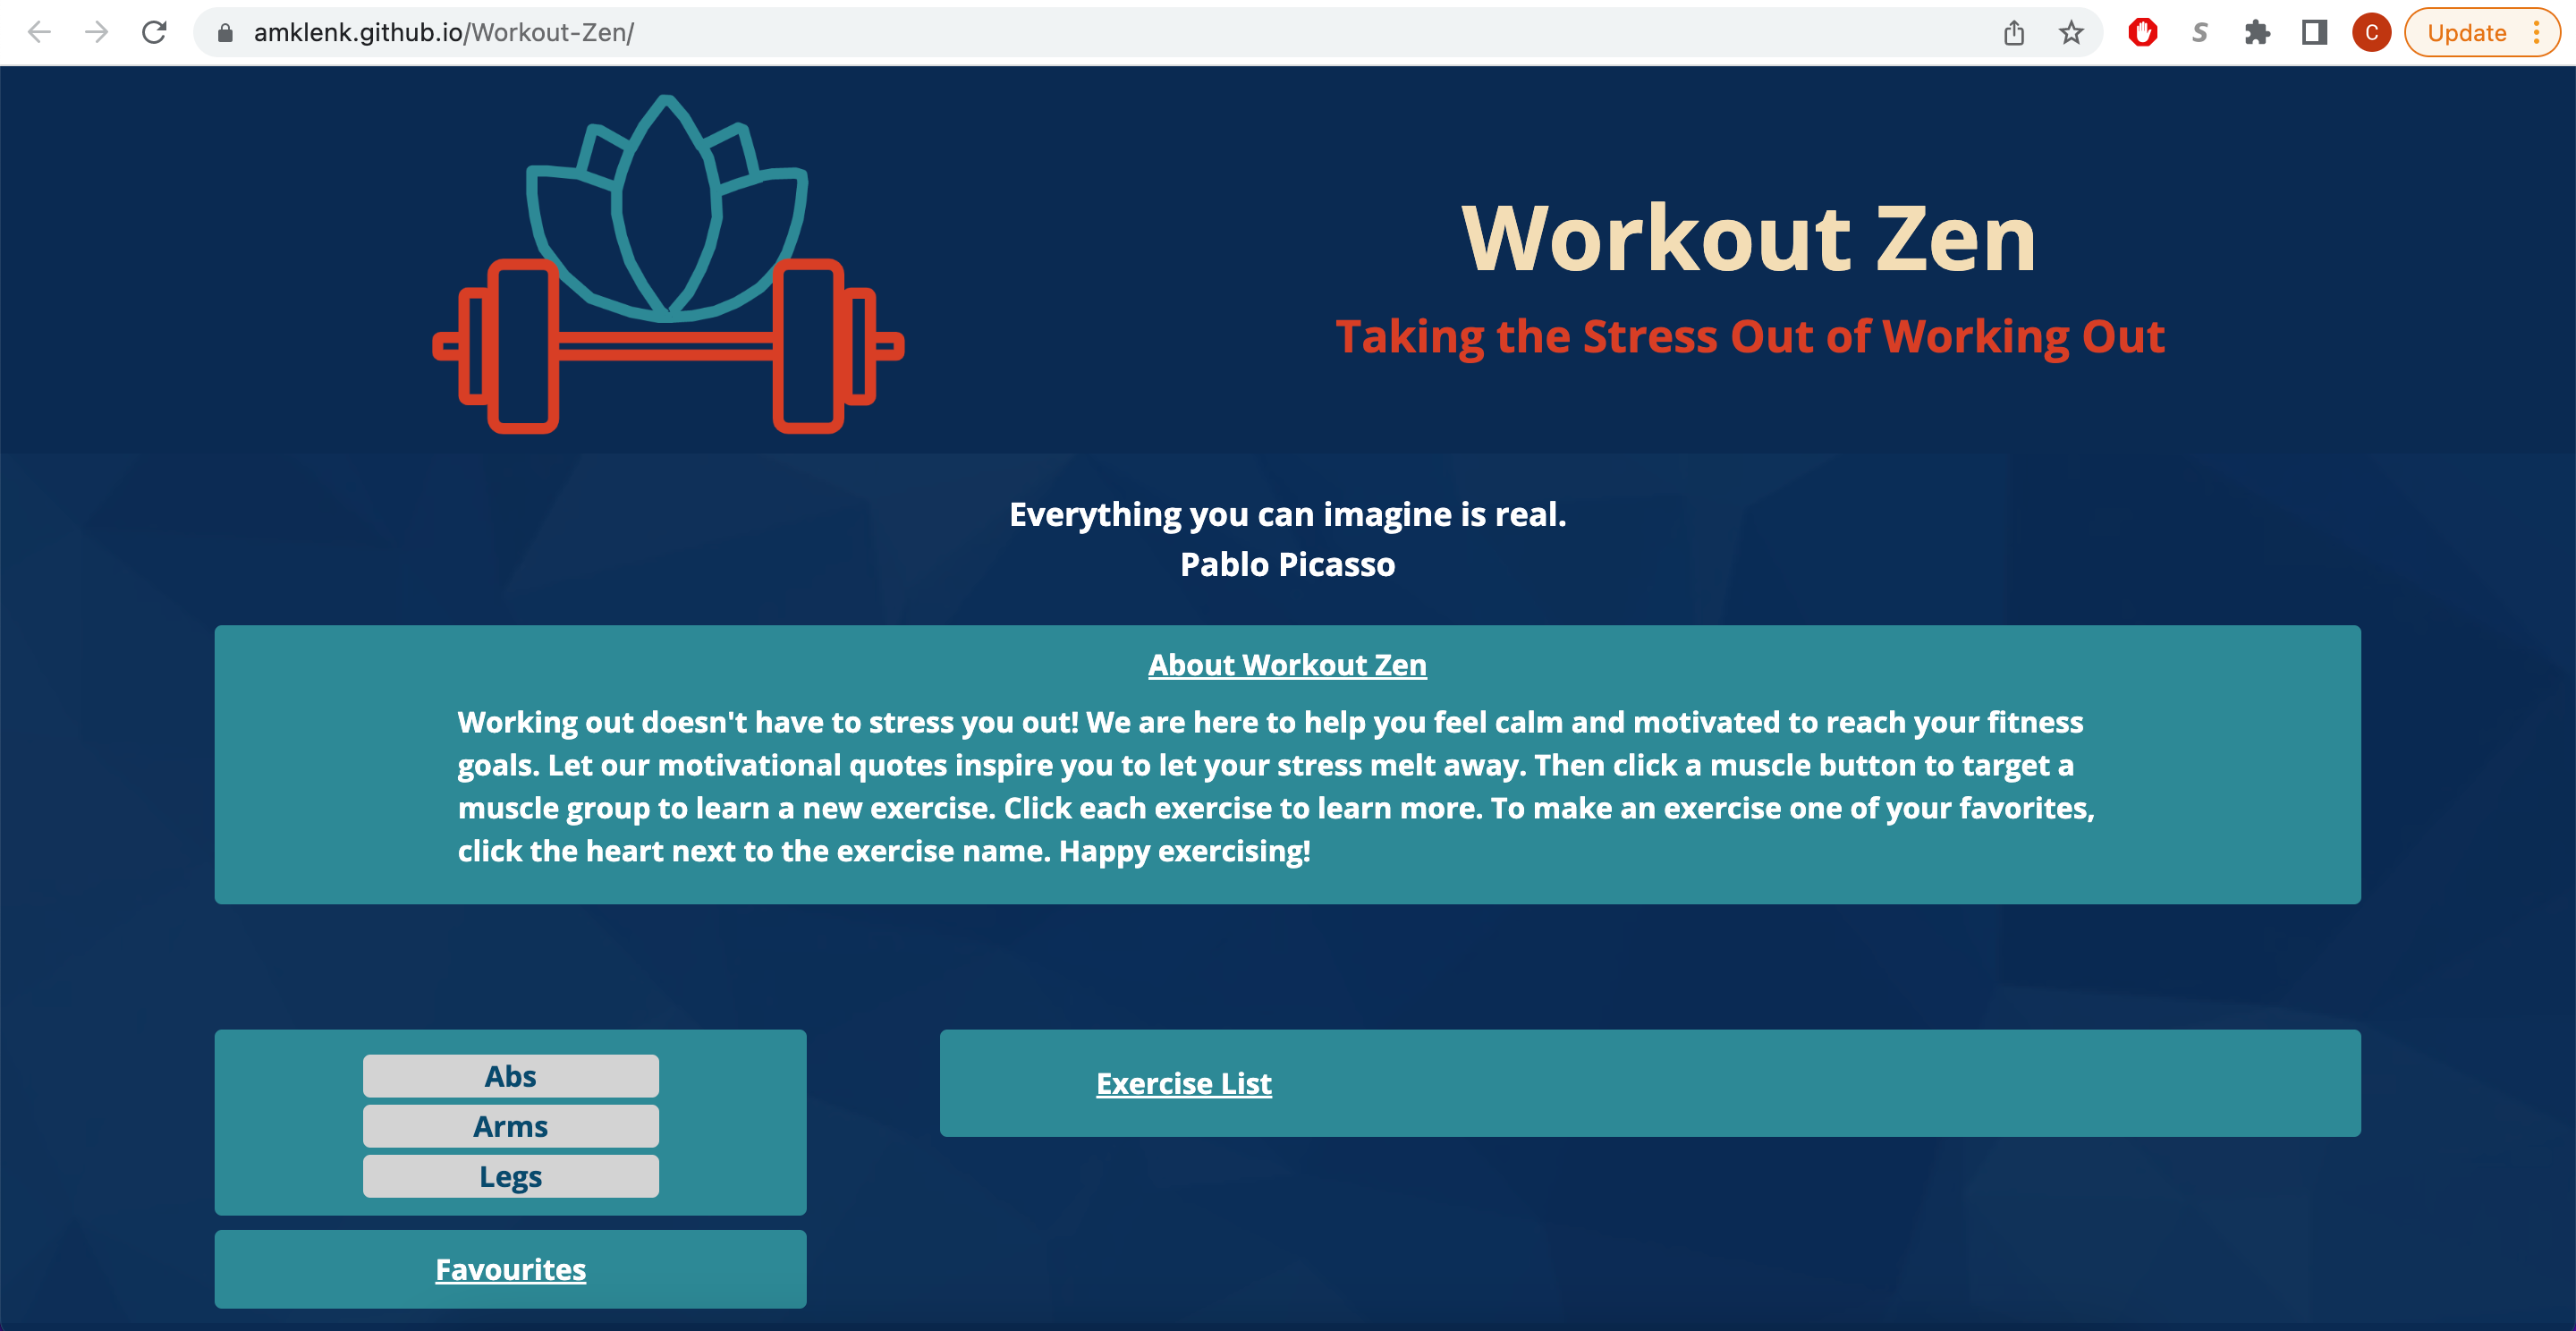 amklenk.github.io/Workout-Zen/
S
C
Update
Workout Zen
Taking the Stress Out of Working Out
Everything you can imagine is real.
Pablo Picasso
About Workout Zen
Working out doesn't have to stress you out! We are here to help you feel calm and motivated to reach your fitness
goals. Let our motivational quotes inspire you to let your stress melt away. Then click a muscle button to target a
muscle group to learn a new exercise. Click each exercise to learn more. To make an exercise one of your favorites,
click the heart next to the exercise name. Happy exercising!
Abs
Arms
Legs
Exercise List
Favourites